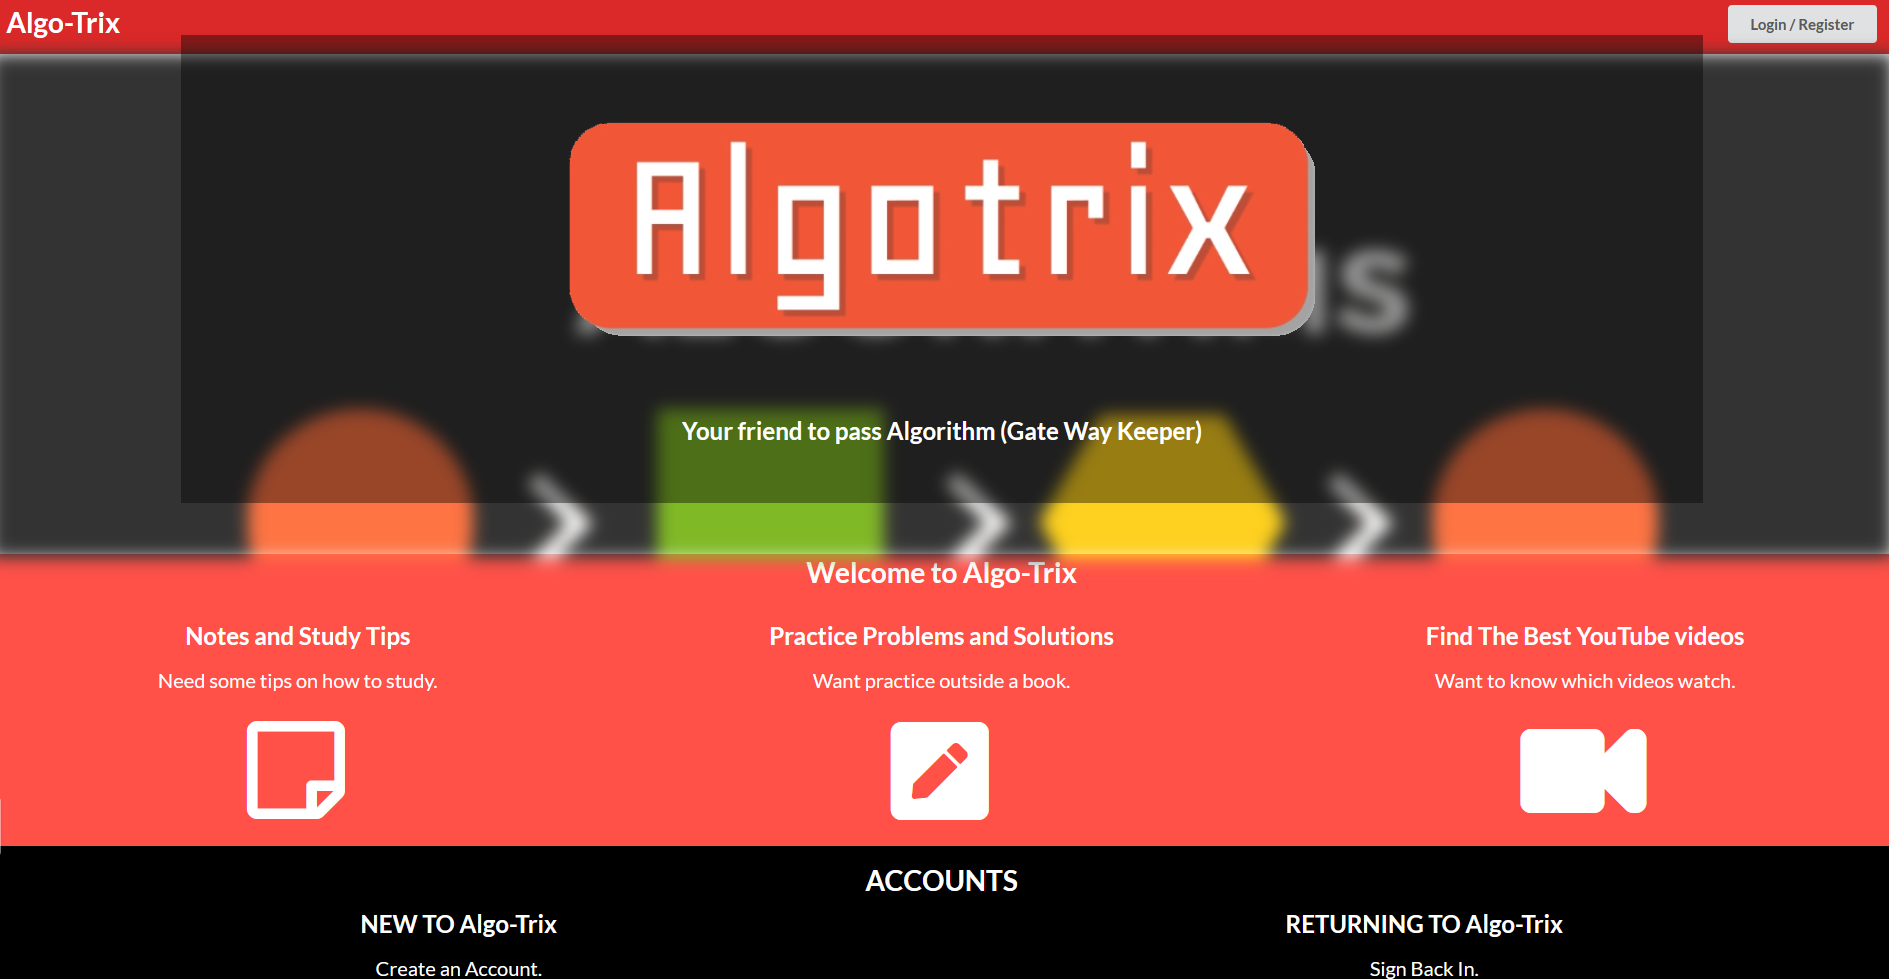 Algo-Trix
Login / Register
Algotrix
Your friend to pass Algorithm (Gate Way Keeper)
Welcome to Algo-Trix
Notes and Study Tips
Need some tips on how to study.
Practice Problems and Solutions
Want practice outside a book.
Find The Best YouTube videos
Want to know which videos watch.
ACCOUNTS
NEW TO Algo-Trix
Create an Account.
RETURNING TO Algo-Trix
Sign Back In.